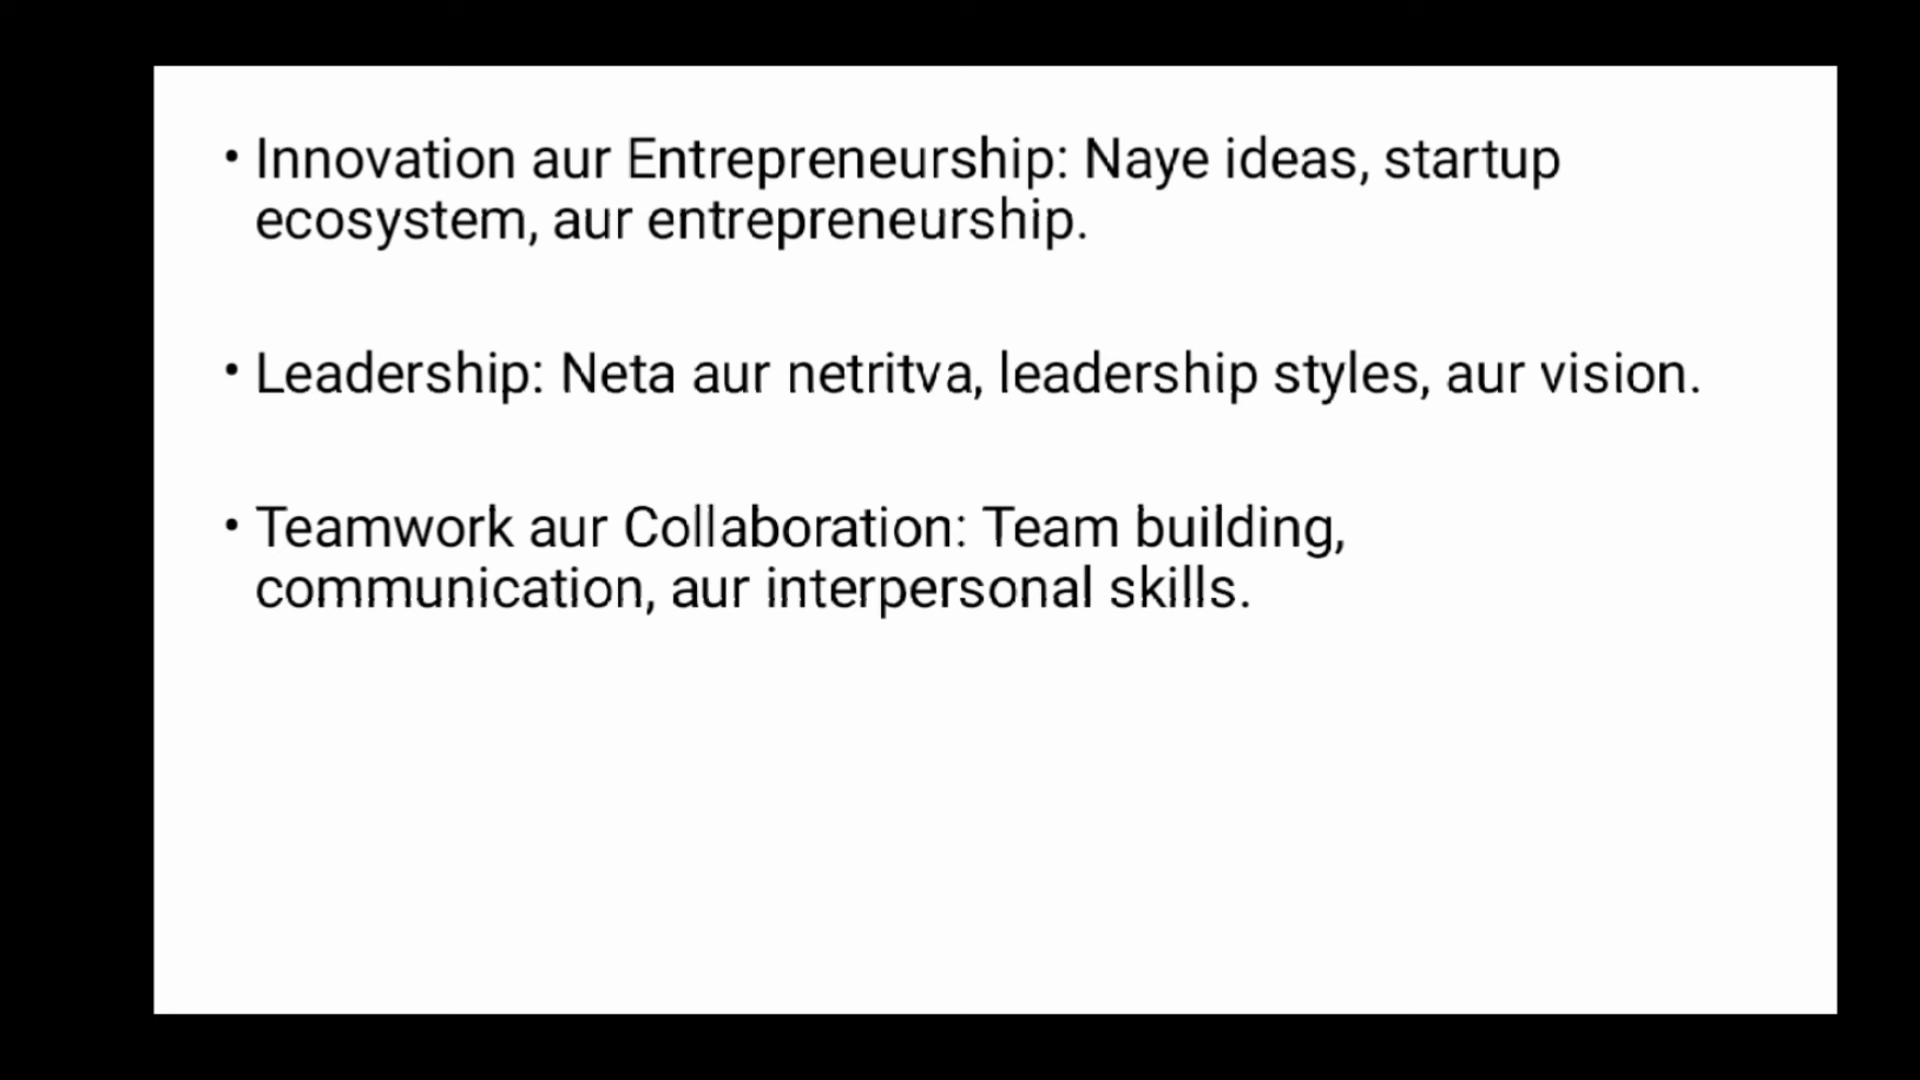 • Innovation aur Entrepreneurship: Naye ideas, startup
ecosystem, aur entrepreneurship.
• Leadership: Neta aur netritva, leadership styles, aur vision.
• Teamwork aur Collaboration: Team building,
communication, aur interpersonal skills.